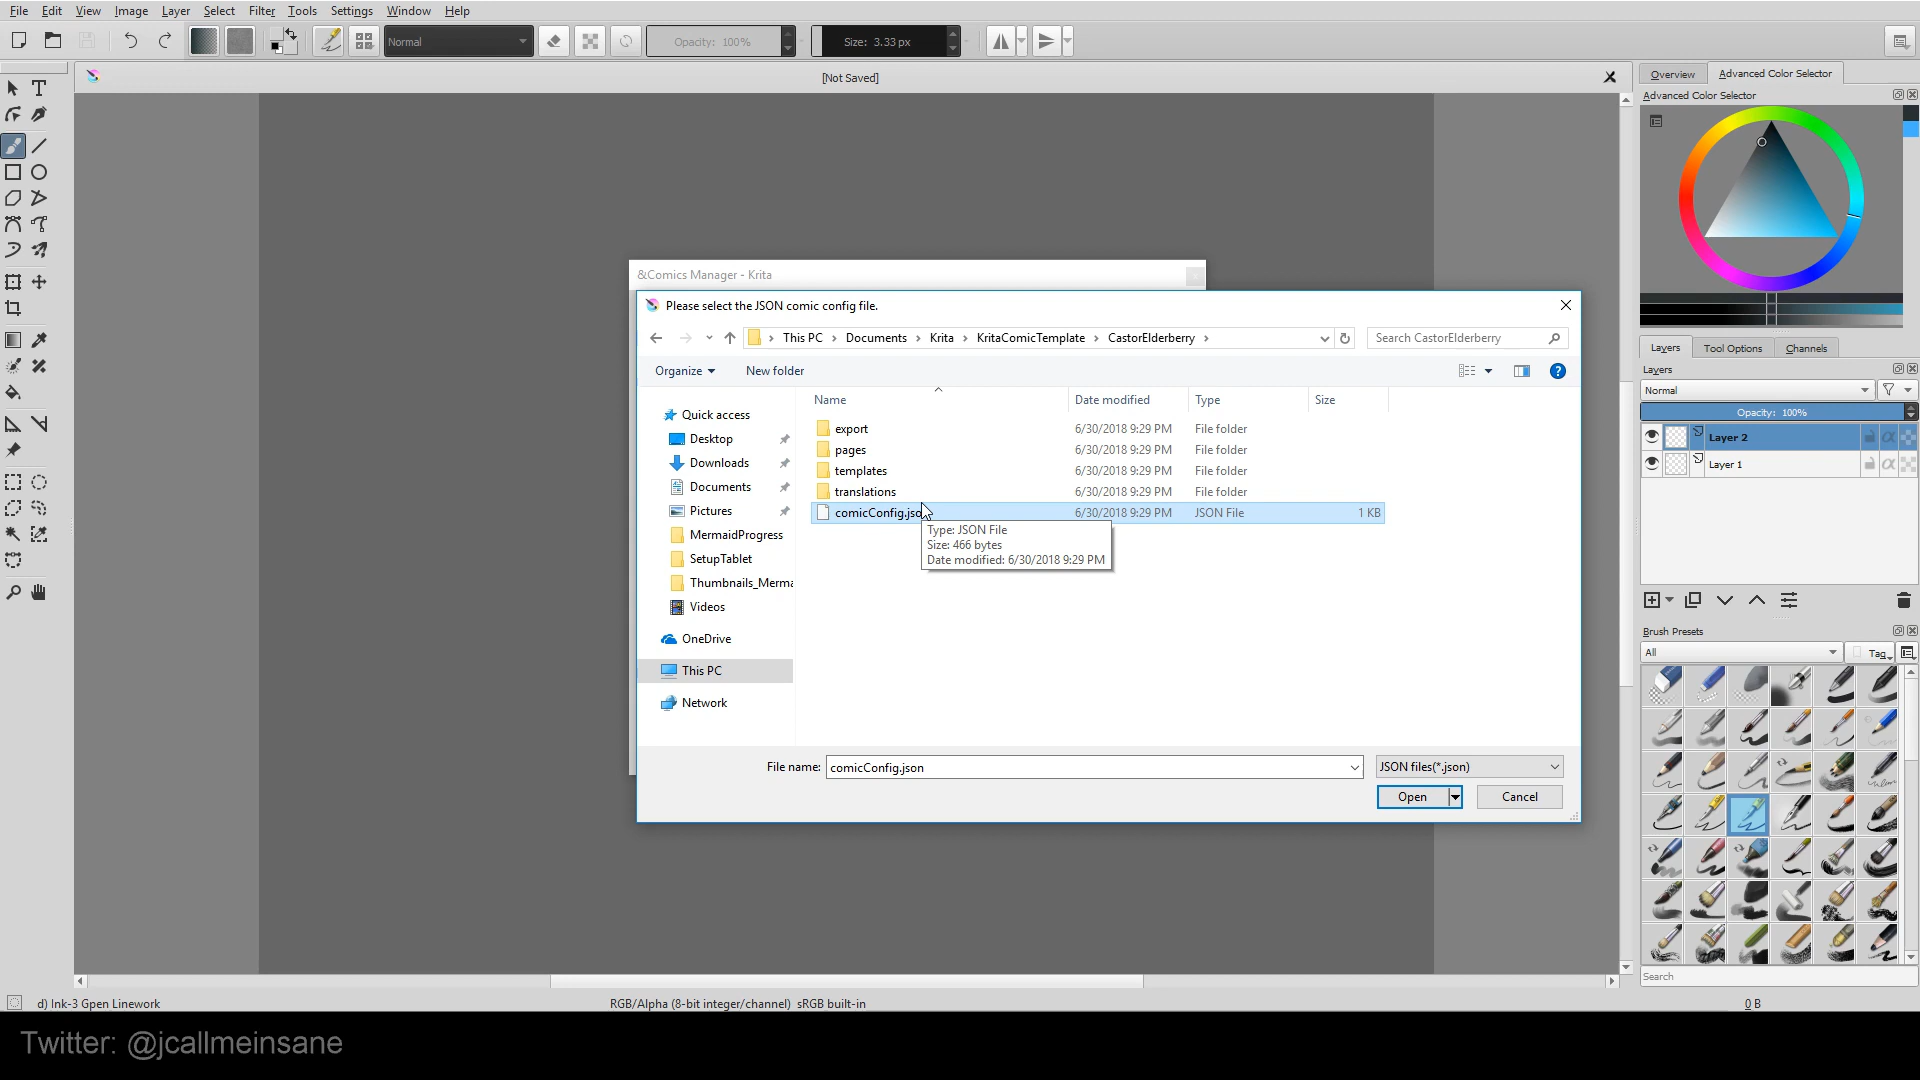 File Edit View Image Layer Select Filter Tools Settings Window Help
Normal Opacity: 100% Size: 3.33 px
[Not Saved]
Overview Advanced Color Selector
Advanced Color Selector
&Comics Manager - Krita
Please select the JSON comic config file.
This PC Documents Krita KritaComicTemplate CastorElderberry Search CastorElderberry
Organize New folder
Name Date modified Type Size
Quick access
Desktop
Downloads
Documents
Pictures
MermaidProgress
SetupTablet
Thumbnails_Merma
Videos
OneDrive
This PC
Network
export 6/30/2018 9:29 PM File folder
pages 6/30/2018 9:29 PM File folder
templates 6/30/2018 9:29 PM File folder
translations 6/30/2018 9:29 PM File folder
comicConfig.jso 6/30/2018 9:29 PM JSON File 1 KB
Type: JSON File
Size: 466 bytes
Date modified: 6/30/2018 9:29 PM
File name: comicConfig.json JSON files(*.json)
Open Cancel
Layers Tool Options Channels
Layers
Normal
Opacity: 100%
Layer 2
Layer 1
Brush Presets
All Tag
Search
d) Ink-3 Gpen Linework RGB/Alpha (8-bit integer/channel) sRGB built-in 0 B
Twitter: @jcallmeinsane